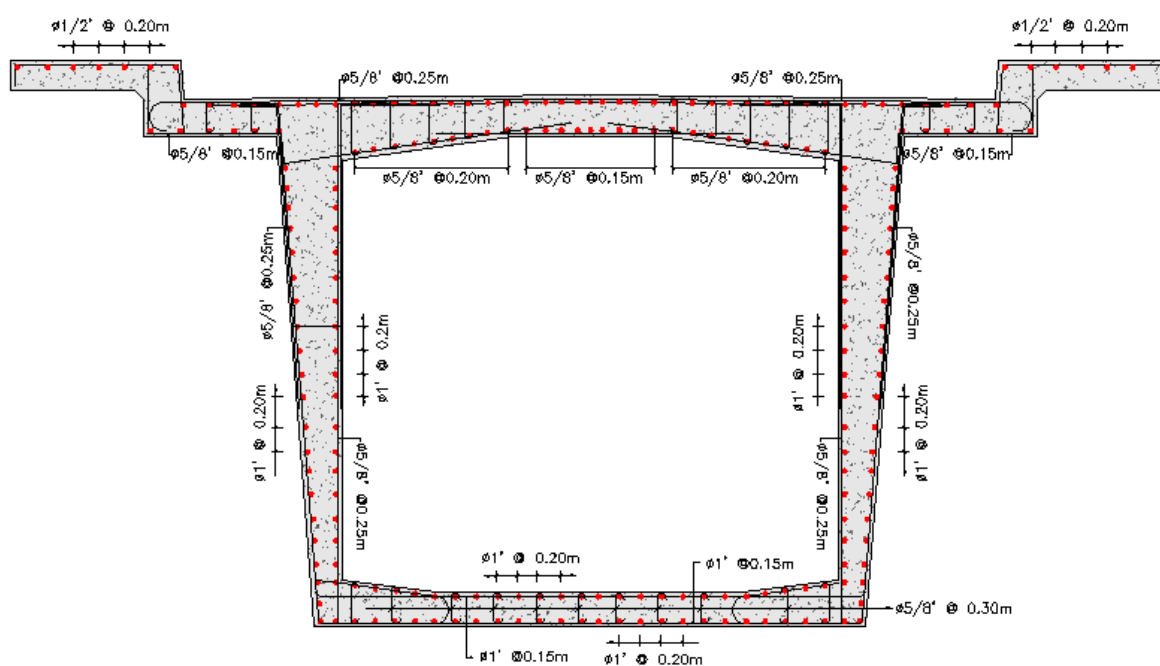 ø1/2' @ 0.20m
ø1/2' @ 0.20m
ø5/8' @0.25m
ø5/8' @0.25m
ø5/8' @0.15m
ø5/8' @0.15m
ø5/8' @0.20m
ø5/8' @0.15m
ø5/8' @0.20m
ø5/8' @0.25m
ø5/8' @0.25m
ø1' @ 0.2m
ø1' @ 0.20m
ø1' @ 0.20m
ø1' @ 0.20m
ø5/8' @0.25m
ø5/8' @0.25m
ø1' @ 0.20m
ø1' @0.15m
ø5/8' @ 0.30m
ø1' @0.15m
ø1' @ 0.20m